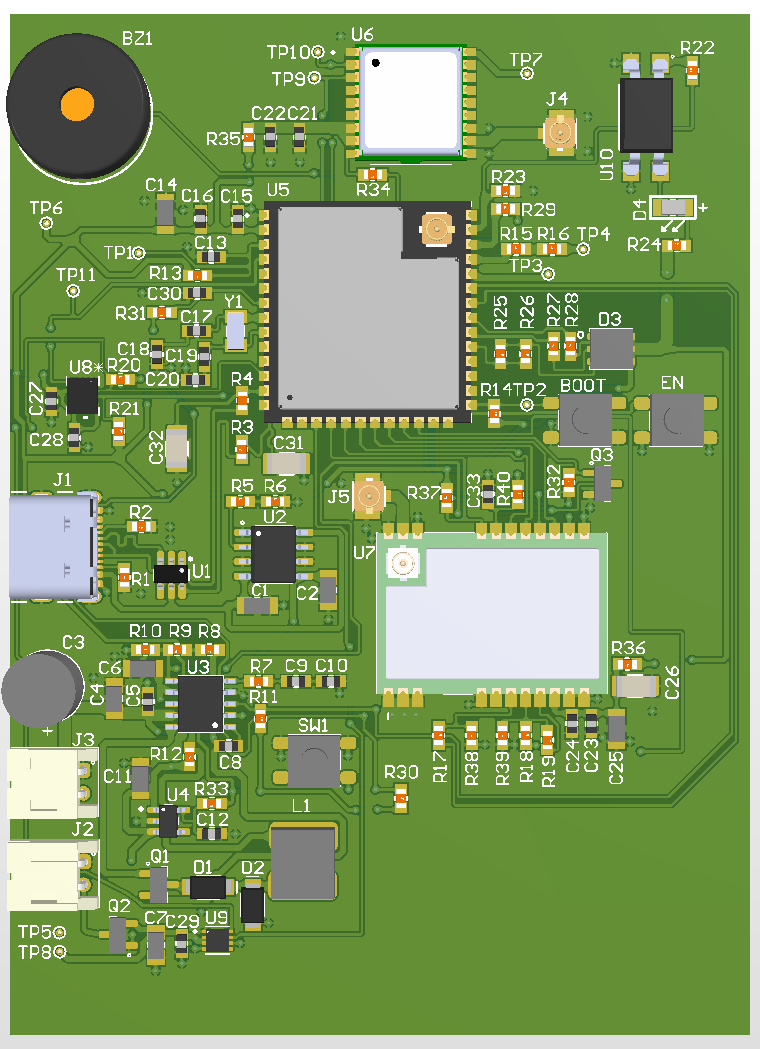 BZ1
U6
TP10
TP9
TP7
R22
J4
C22 C21
R35
U10
R34
C14
U5
R23
C16 C15
R29
D4
+
TP6
R15 R16 TP4
R24
TP1
C13
TP3
R13
TP11
C30
Y1
R31
C17
R25
R26
R27
R28
D3
C18
C19
U8*
R20
C20
R4
BOOT
EN
C27
R14 TP2
R21
C28
C32
R3
C31
Q3
J1
R5 R6
J5
R37
C33
R40
R32
R2
U2
U7
R1
U1
C1
C2
R10 R9 R8
C3
C6
U3
R7 C9 C10
R36
C4
C5
R11
C26
+
SW1
J3
R12
C8
R17
R38
R39
R18
R19
C24
C23
C25
C11
R30
R33
U4
L1
C12
J2
Q1
D1
D2
Q2
C7
C29
U9
TP5
TP8